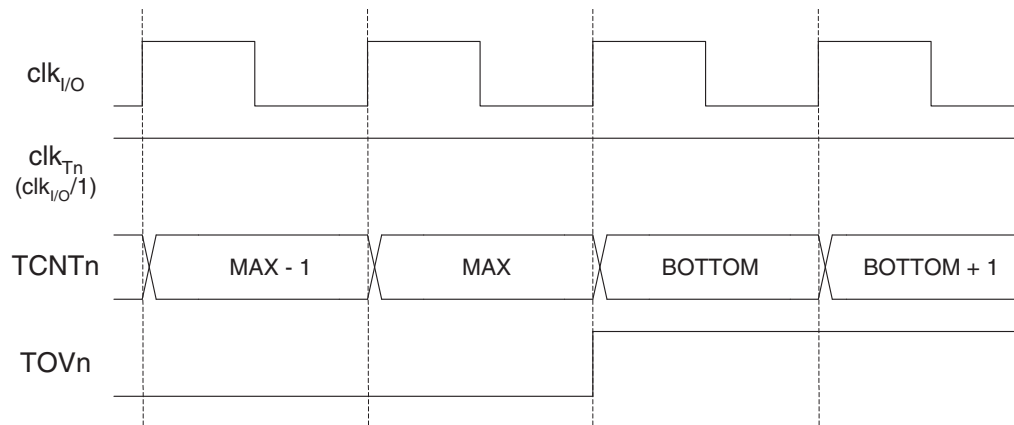 clkI/O
clkTn
(clkI/O/1)
TCNTn MAX - 1 MAX BOTTOM BOTTOM + 1
TOVn